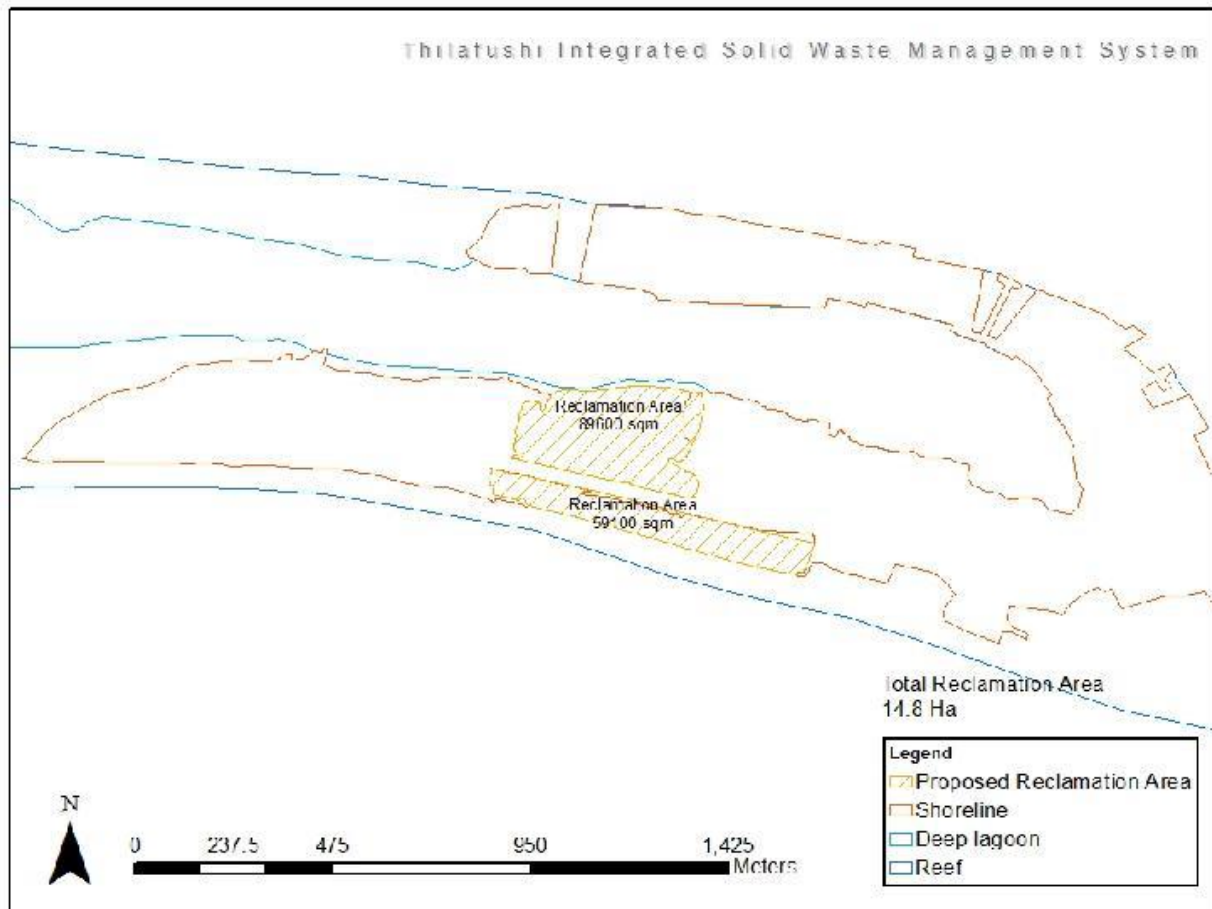 Thilafushi Integrated Solid Waste Management System
Reclamation Area
89600 sqm
Reclamation Area
59100 sqm
Total Reclamation Area
14.8 Ha
Legend
Proposed Reclamation Area
Shoreline
Deep lagoon
Reef
N
0 237.5 475 950 1,425
Meters